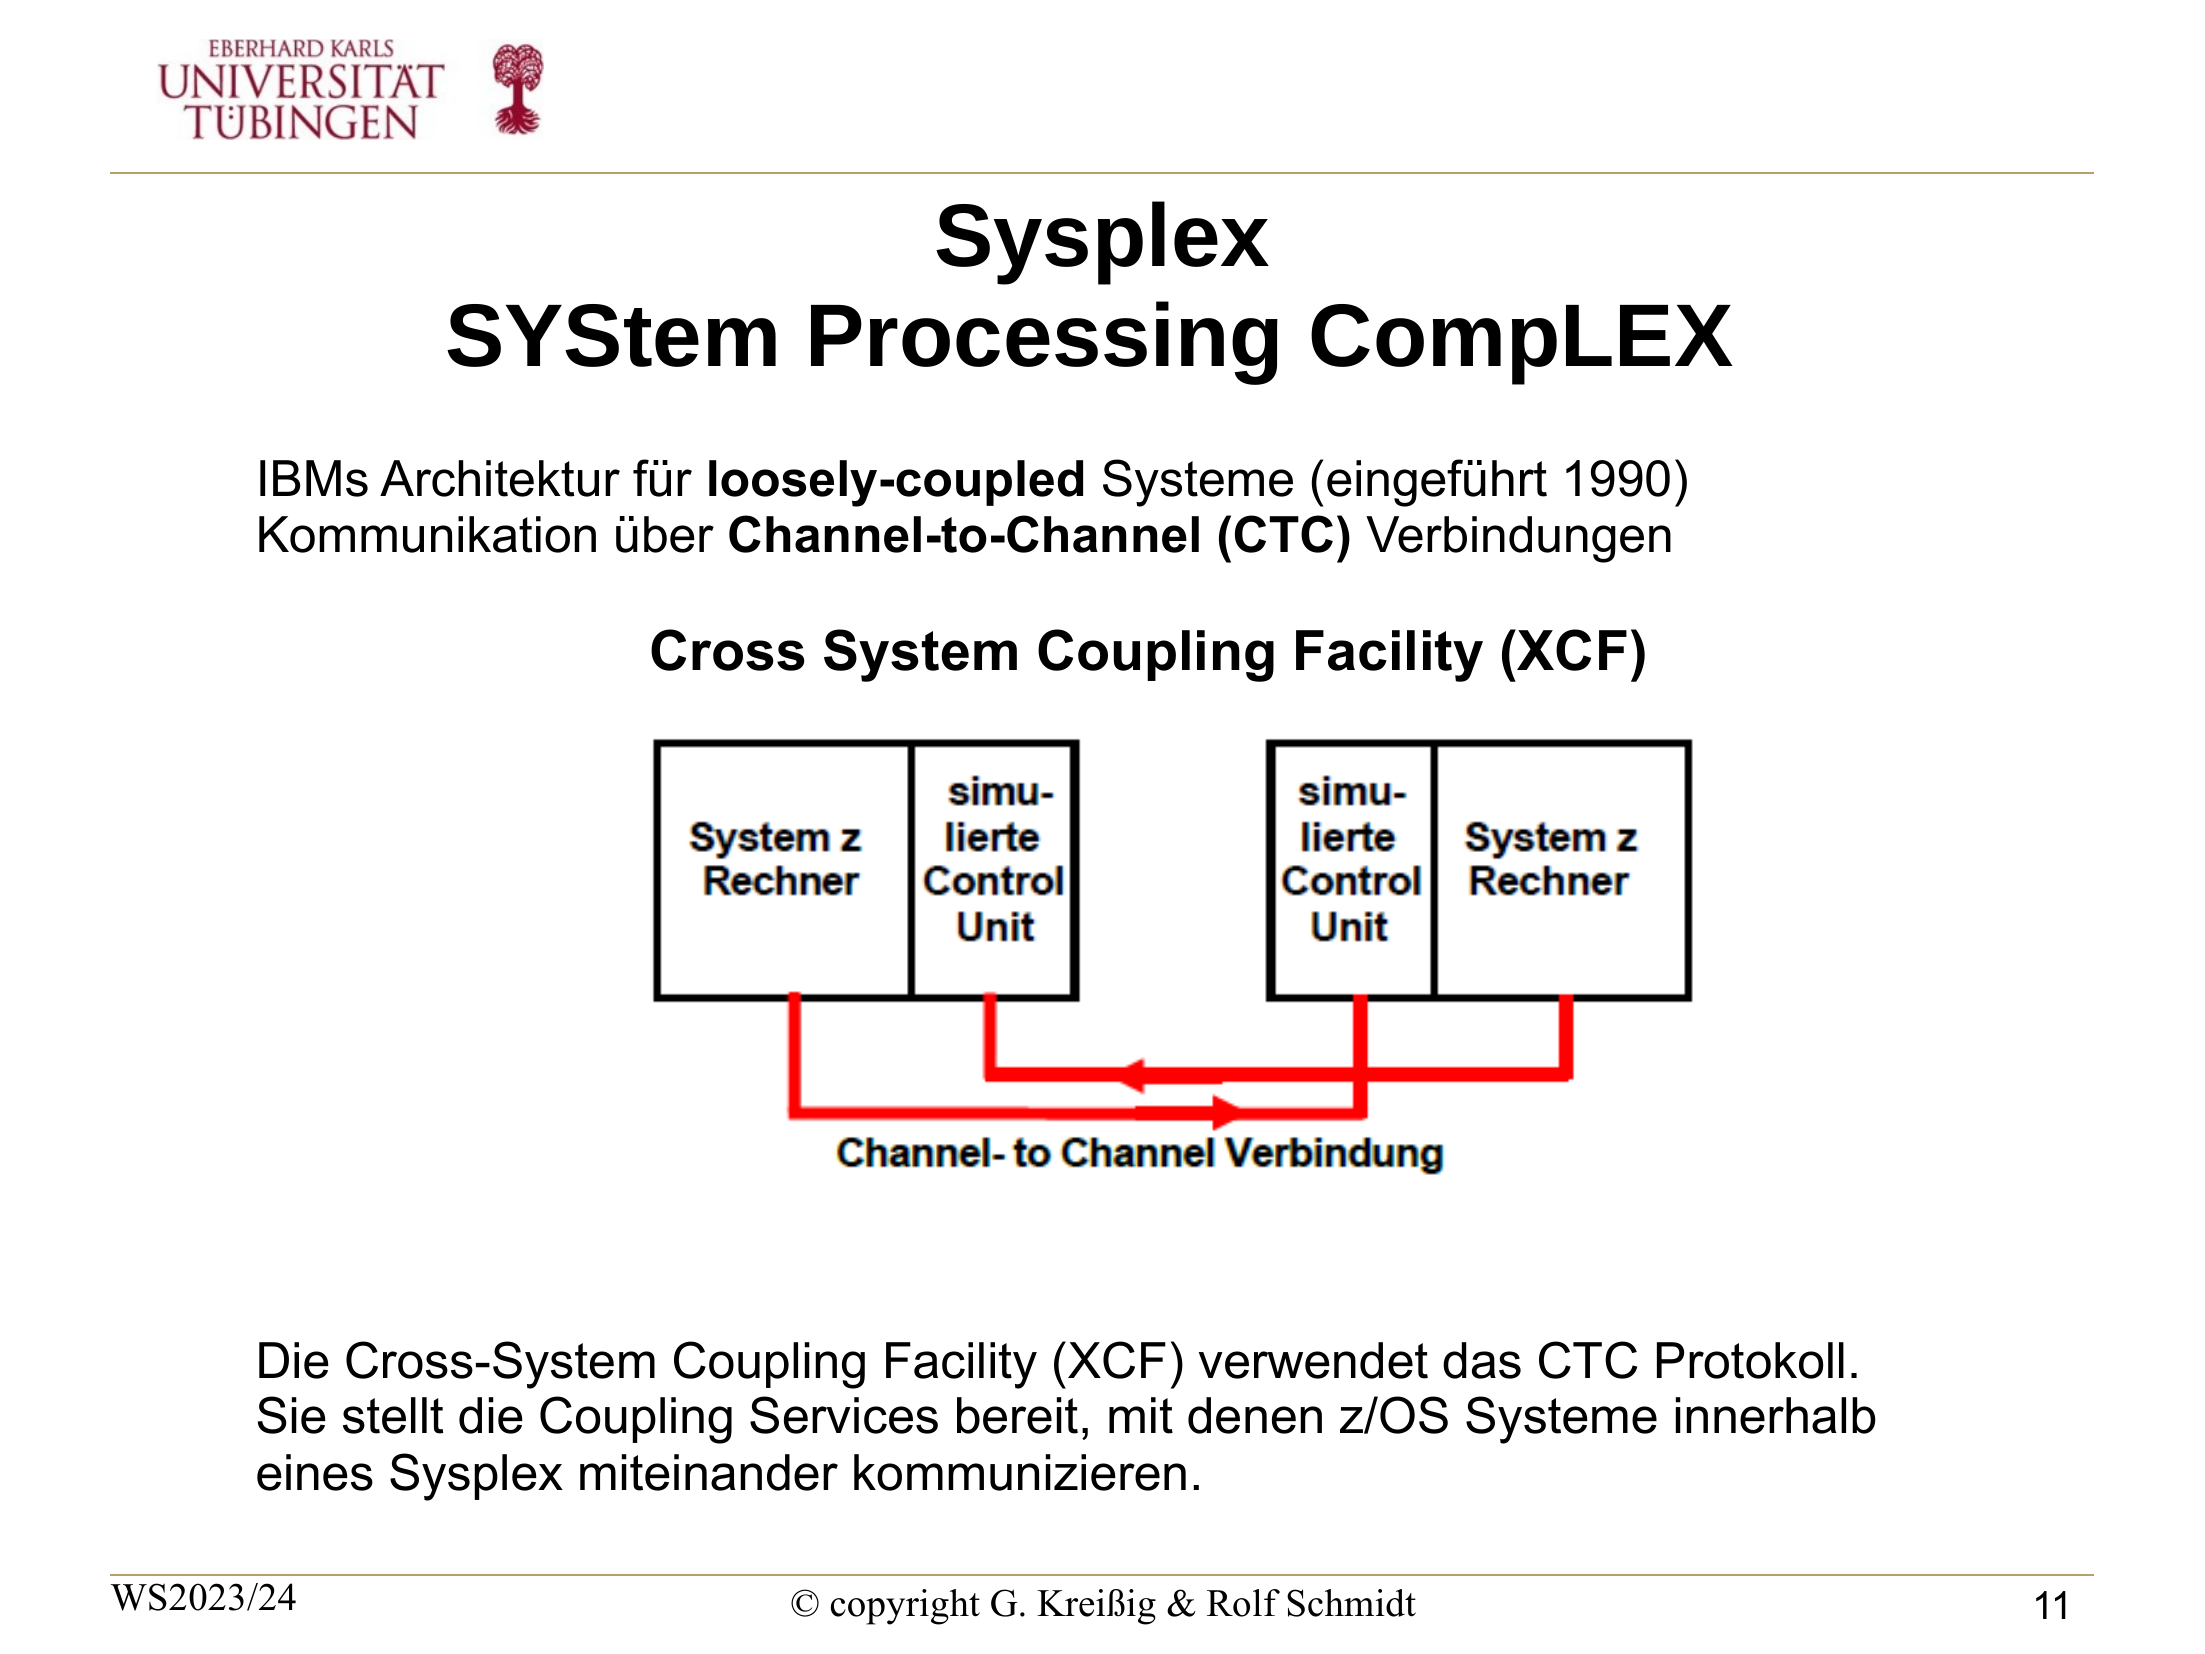 EBERHARD KARLS
UNIVERSITÄT
TÜBINGEN
Sysplex
SYStem Processing CompLEX
IBMs Architektur für loosely-coupled Systeme (eingeführt 1990)
Kommunikation über Channel-to-Channel (CTC) Verbindungen
Cross System Coupling Facility (XCF)
System z
Rechner
simu-
lierte
Control
Unit
simu-
lierte
Control
Unit
System z
Rechner
Channel- to Channel Verbindung
Die Cross-System Coupling Facility (XCF) verwendet das CTC Protokoll.
Sie stellt die Coupling Services bereit, mit denen z/OS Systeme innerhalb
eines Sysplex miteinander kommunizieren.
WS2023/24
© copyright G. Kreißig & Rolf Schmidt
11